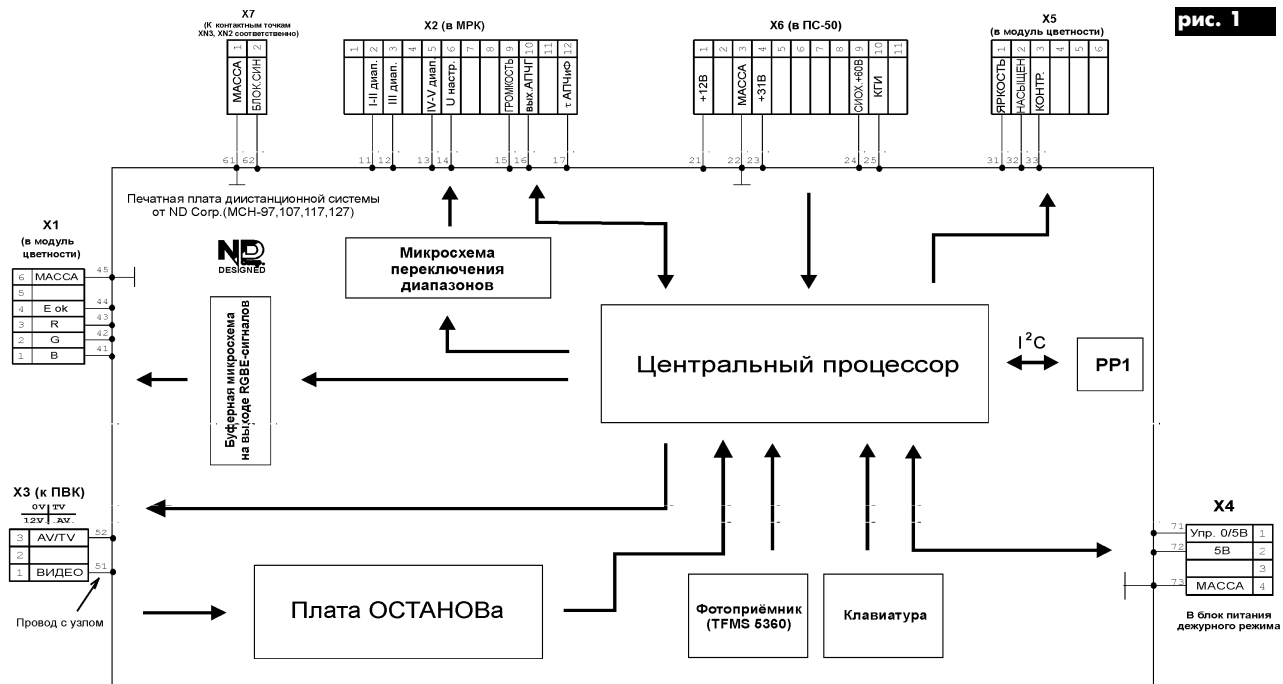 рис. 1
X7
(К контактным точкам
XN3, XN2 соответственно)
1 МАССА
2 БЛОК.СИН
61 62
X2 (в МРК)
1
2 I-II диап.
3 III диап.
4
5 IV-V диап.
6 U настр.
7
8
9 ГРОМКОСТЬ
10 вых.АПЧГ
11
12 τ АПЧиФ
11 12 13 14 15 16 17
X6 (в ПС-50)
1 +12В
2
3 МАССА
4 +31В
5
6
7
8
9 СИОХ.+60В
10 КГИ
11
21 22 23 24 25
X5
(в модуль цветности)
1 ЯРКОСТЬ
2 НАСЫЩЕН
3 КОНТР.
4
5
6
31 32 33
Печатная плата диистанционной системы
от ND Corp.(МСН-97,107,117,127)
ND Corp.
DESIGNED
X1
(в модуль
цветности)
6 МАССА 45
5
4 E ok 44
3 R 43
2 G 42
1 B 41
Микросхема
переключения
диапазонов
Буферная микросхема
на выходе RGBE-сигналов
Центральный процессор
I²C
PP1
X3 (к ПВК)
0V TV
12V AV.
3 AV/TV 52
2
1 ВИДЕО 51
Провод с узлом
Плата ОСТАНОВа
Фотоприёмник
(TFMS 5360)
Клавиатура
X4
71 Упр. 0/5В 1
72 5В 2
3
73 МАССА 4
В блок питания
дежурного режима